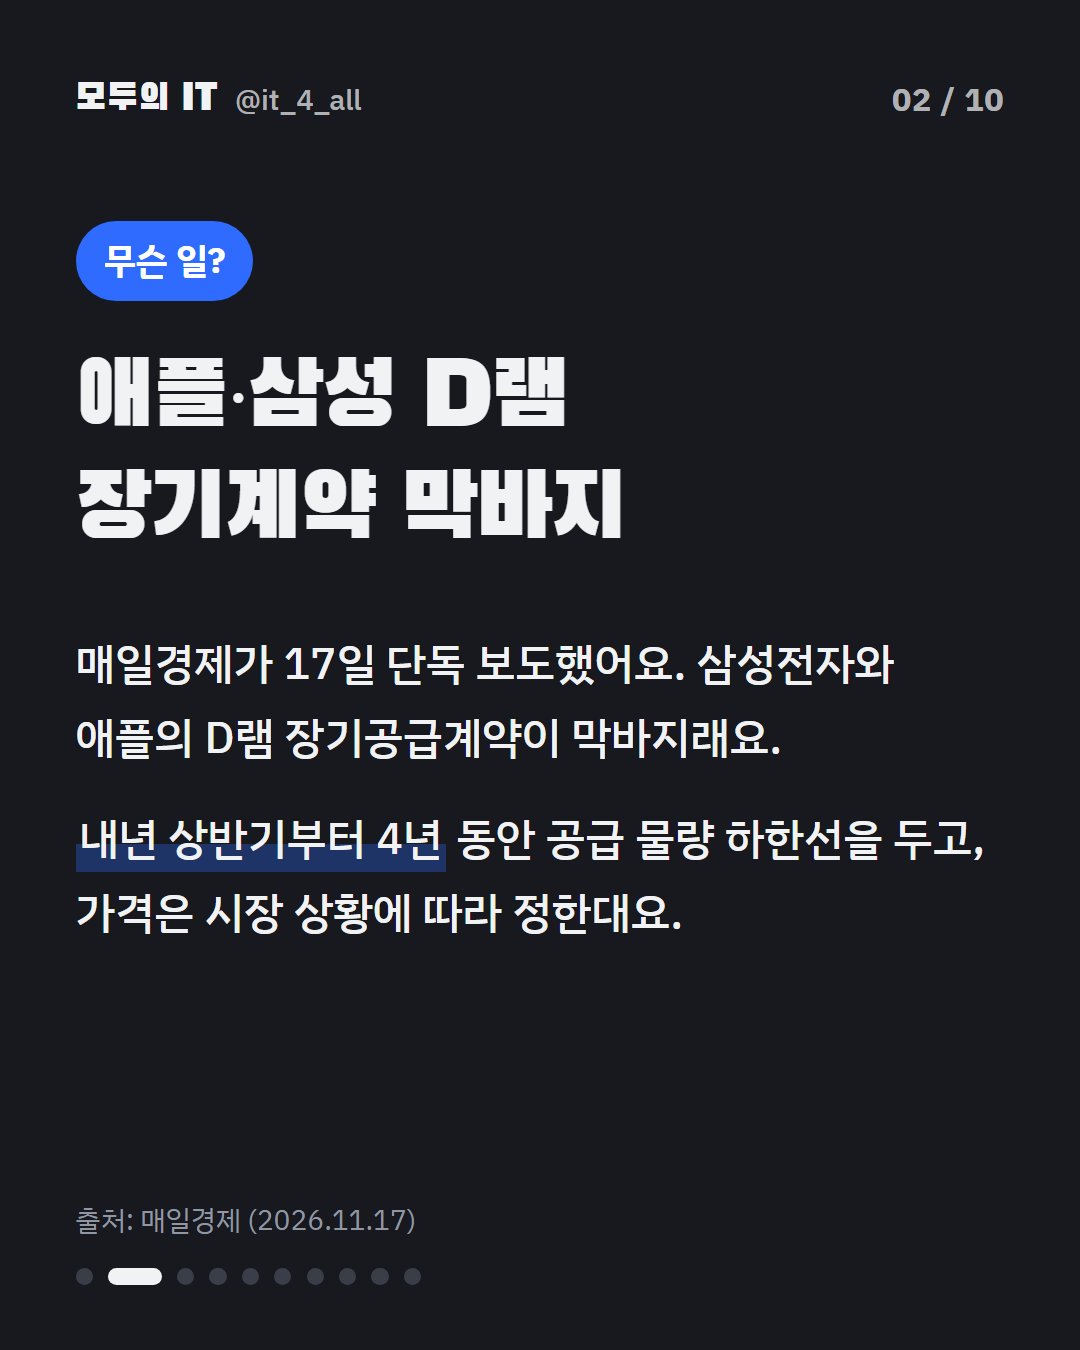 모두의 IT @it_4_all 02 / 10
무슨 일?
애플·삼성 D램
장기계약 막바지
매일경제가 17일 단독 보도했어요. 삼성전자와
애플의 D램 장기공급계약이 막바지래요.
내년 상반기부터 4년 동안 공급 물량 하한선을 두고,
가격은 시장 상황에 따라 정한대요.
출처: 매일경제 (2026.11.17)